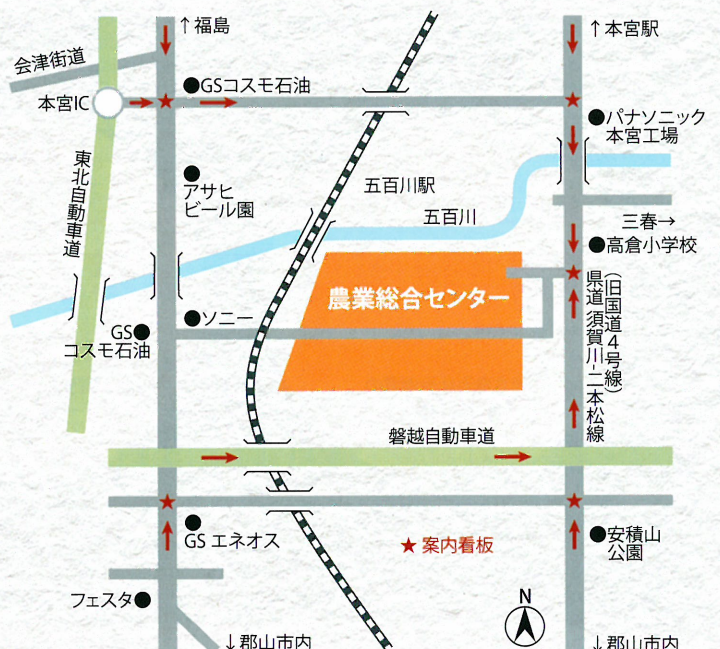 ↑福島
↑本宮駅
会津街道
GSコスモ石油
本宮IC
パナソニック
本宮工場
東北自動車道
アサヒ
ビール園
五百川駅
五百川
三春→
高倉小学校
農業総合センター
(旧国道4号線)
県道 須賀川-二本松線
ソニー
GS
コスモ石油
磐越自動車道
GS エネオス
★案内看板
安積山
公園
フェスタ
N
↓郡山市内
↓郡山市内